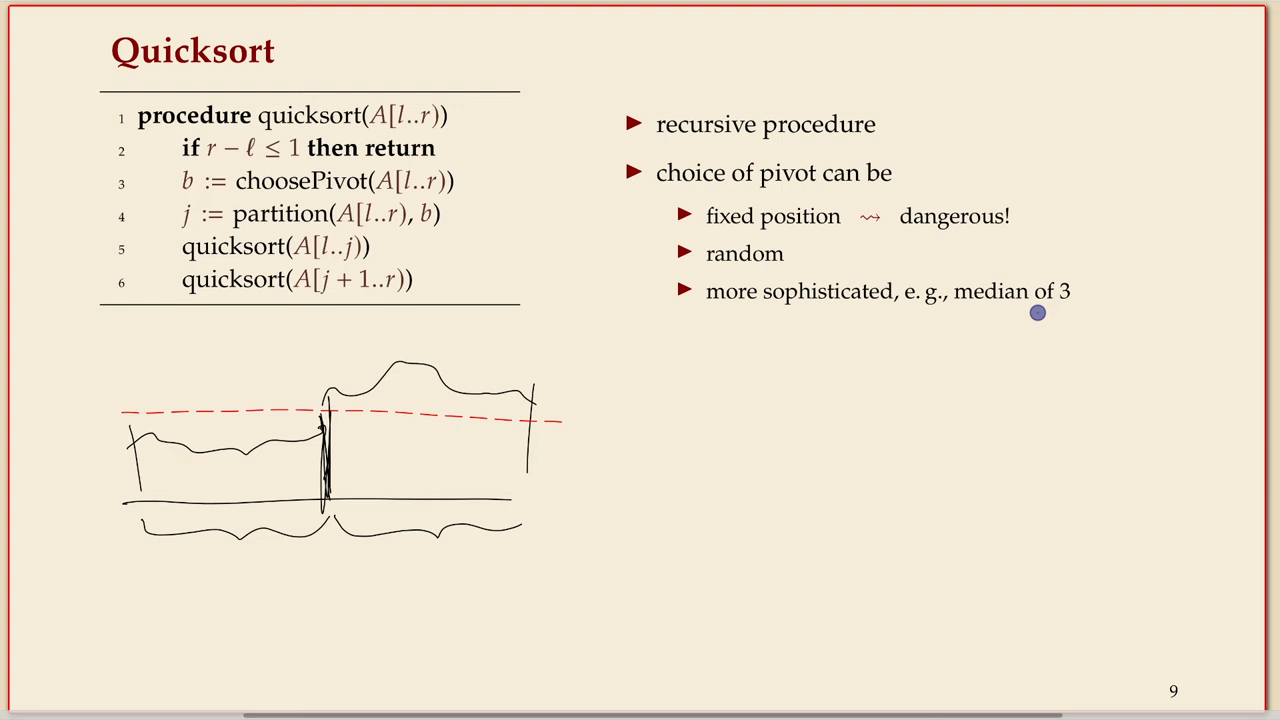 Quicksort
1 procedure quicksort(A[l..r))
2 if r − ℓ ≤ 1 then return
3 b := choosePivot(A[l..r))
4 j := partition(A[l..r), b)
5 quicksort(A[l..j))
6 quicksort(A[j + 1..r))
▶ recursive procedure
▶ choice of pivot can be
▶ fixed position ⇝ dangerous!
▶ random
▶ more sophisticated, e. g., median of 3
9